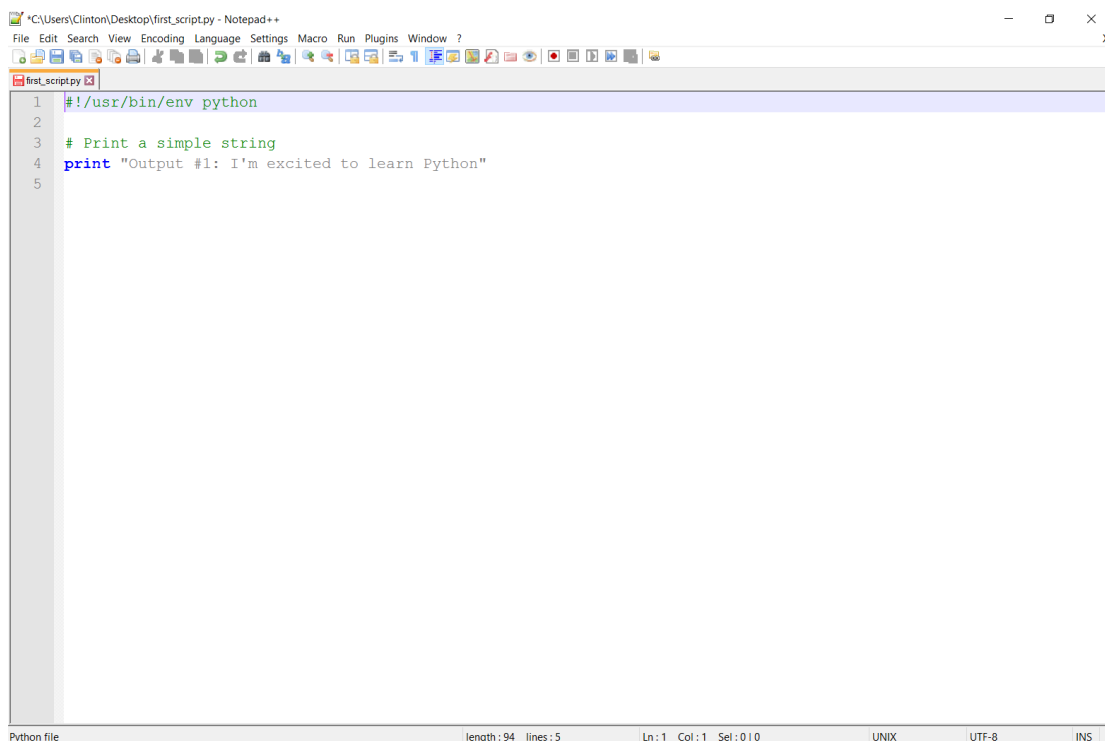 *C:\Users\Clinton\Desktop\first_script.py - Notepad++
File Edit Search View Encoding Language Settings Macro Run Plugins Window ?
first_script.py
1 #!/usr/bin/env python
2
3 # Print a simple string
4 print "Output #1: I'm excited to learn Python"
5
Python file length : 94 lines : 5 Ln : 1 Col : 1 Sel : 0 | 0 UNIX UTF-8 INS